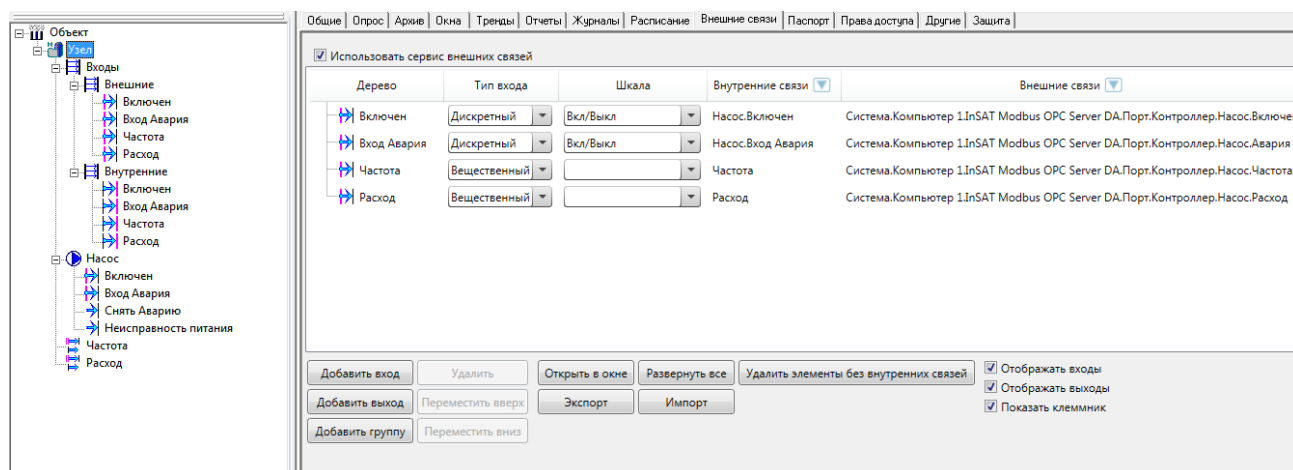 Общие Опрос Архив Окна Тренды Отчеты Журналы Расписание Внешние связи Паспорт Права доступа Другие Защита
Объект
Узел
Входы
Внешние
Включен
Вход Авария
Частота
Расход
Внутренние
Включен
Вход Авария
Частота
Расход
Насос
Включен
Вход Авария
Снять Аварию
Неисправность питания
Частота
Расход
Использовать сервис внешних связей
Дерево Тип входа Шкала Внутренние связи Внешние связи
Включен Дискретный Вкл/Выкл Насос.Включен Система.Компьютер 1.InSAT Modbus OPC Server DA.Порт.Контроллер.Насос.Включе
Вход Авария Дискретный Вкл/Выкл Насос.Вход Авария Система.Компьютер 1.InSAT Modbus OPC Server DA.Порт.Контроллер.Насос.Авария
Частота Вещественный Частота Система.Компьютер 1.InSAT Modbus OPC Server DA.Порт.Контроллер.Насос.Частота
Расход Вещественный Расход Система.Компьютер 1.InSAT Modbus OPC Server DA.Порт.Контроллер.Насос.Расход
Добавить вход Удалить Открыть в окне Развернуть все Удалить элементы без внутренних связей Отображать входы
Отображать выходы
Добавить выход Переместить вверх Экспорт Импорт Показать клеммник
Добавить группу Переместить вниз